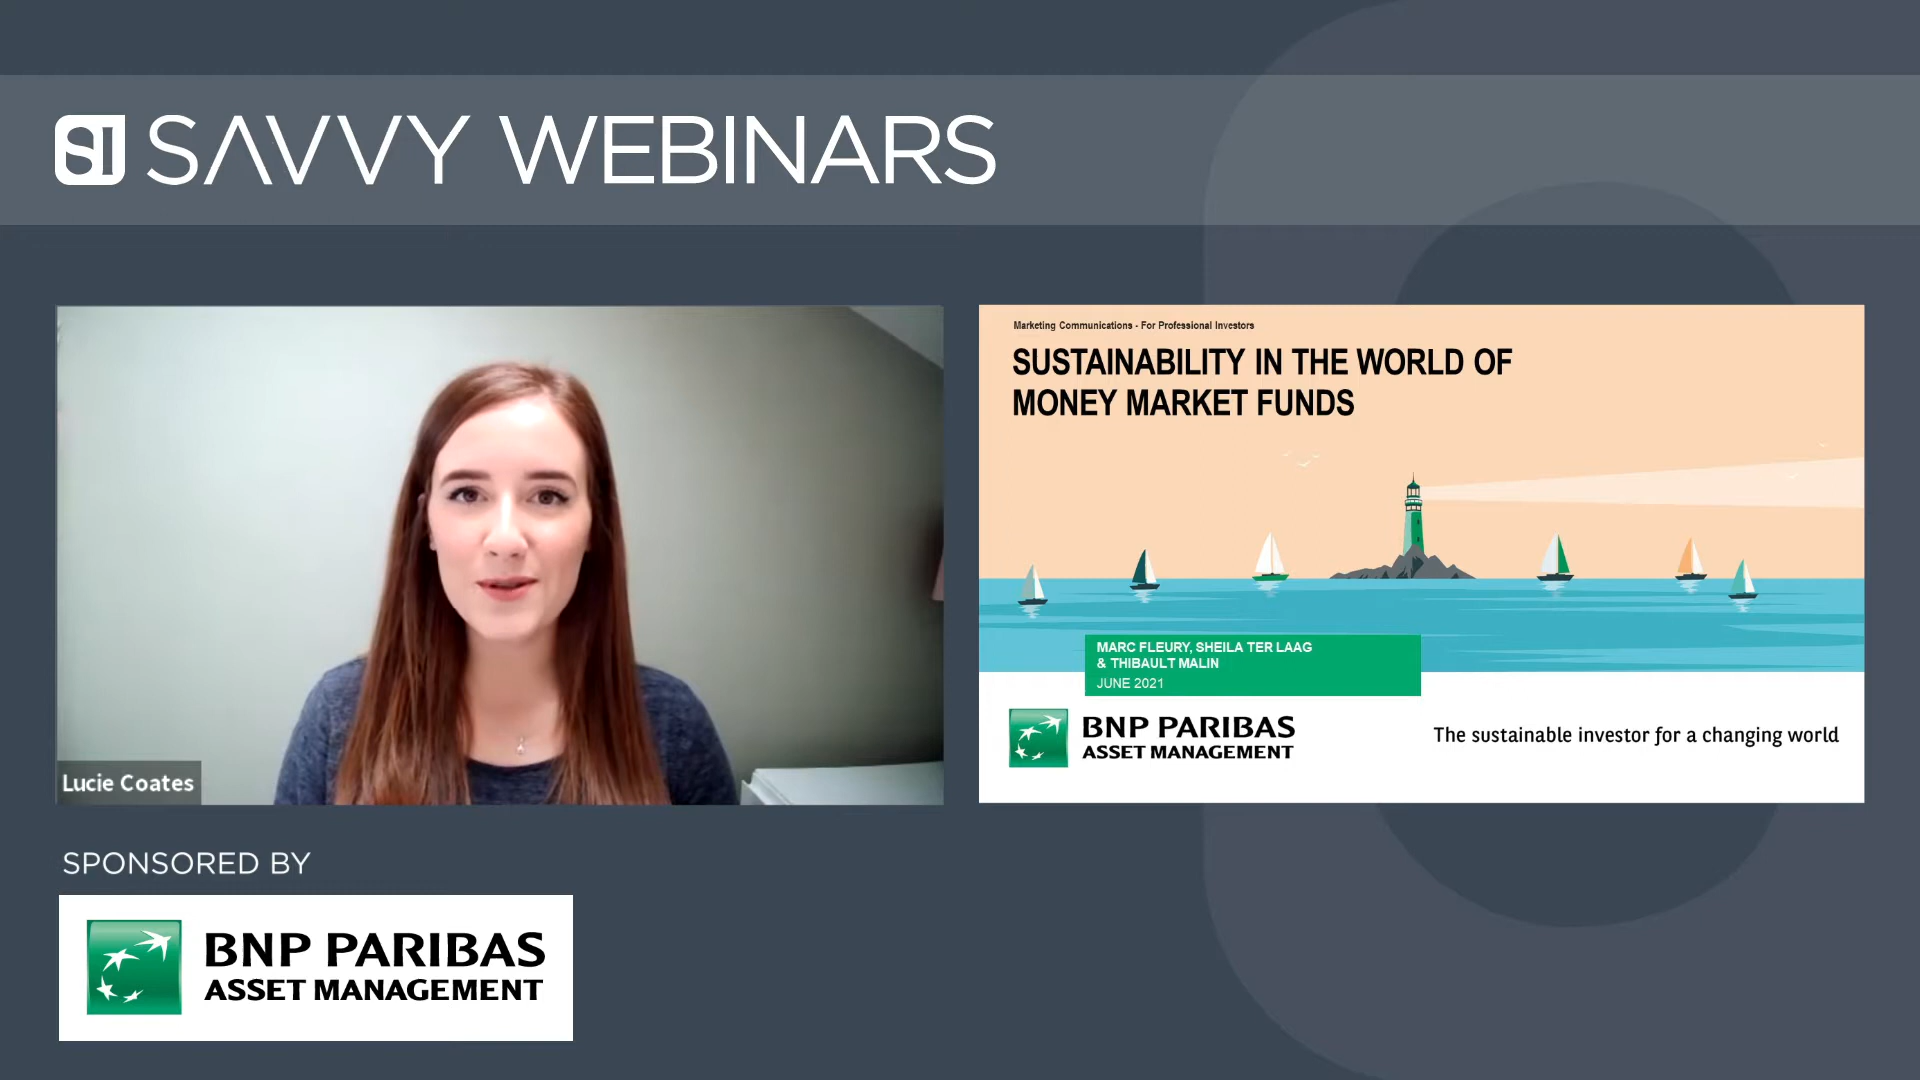 SI SAVVY WEBINARS
Lucie Coates
Marketing Communications - For Professional Investors
SUSTAINABILITY IN THE WORLD OF
MONEY MARKET FUNDS
MARC FLEURY, SHEILA TER LAAG
& THIBAULT MALIN
JUNE 2021
BNP PARIBAS
ASSET MANAGEMENT
The sustainable investor for a changing world
SPONSORED BY
BNP PARIBAS
ASSET MANAGEMENT